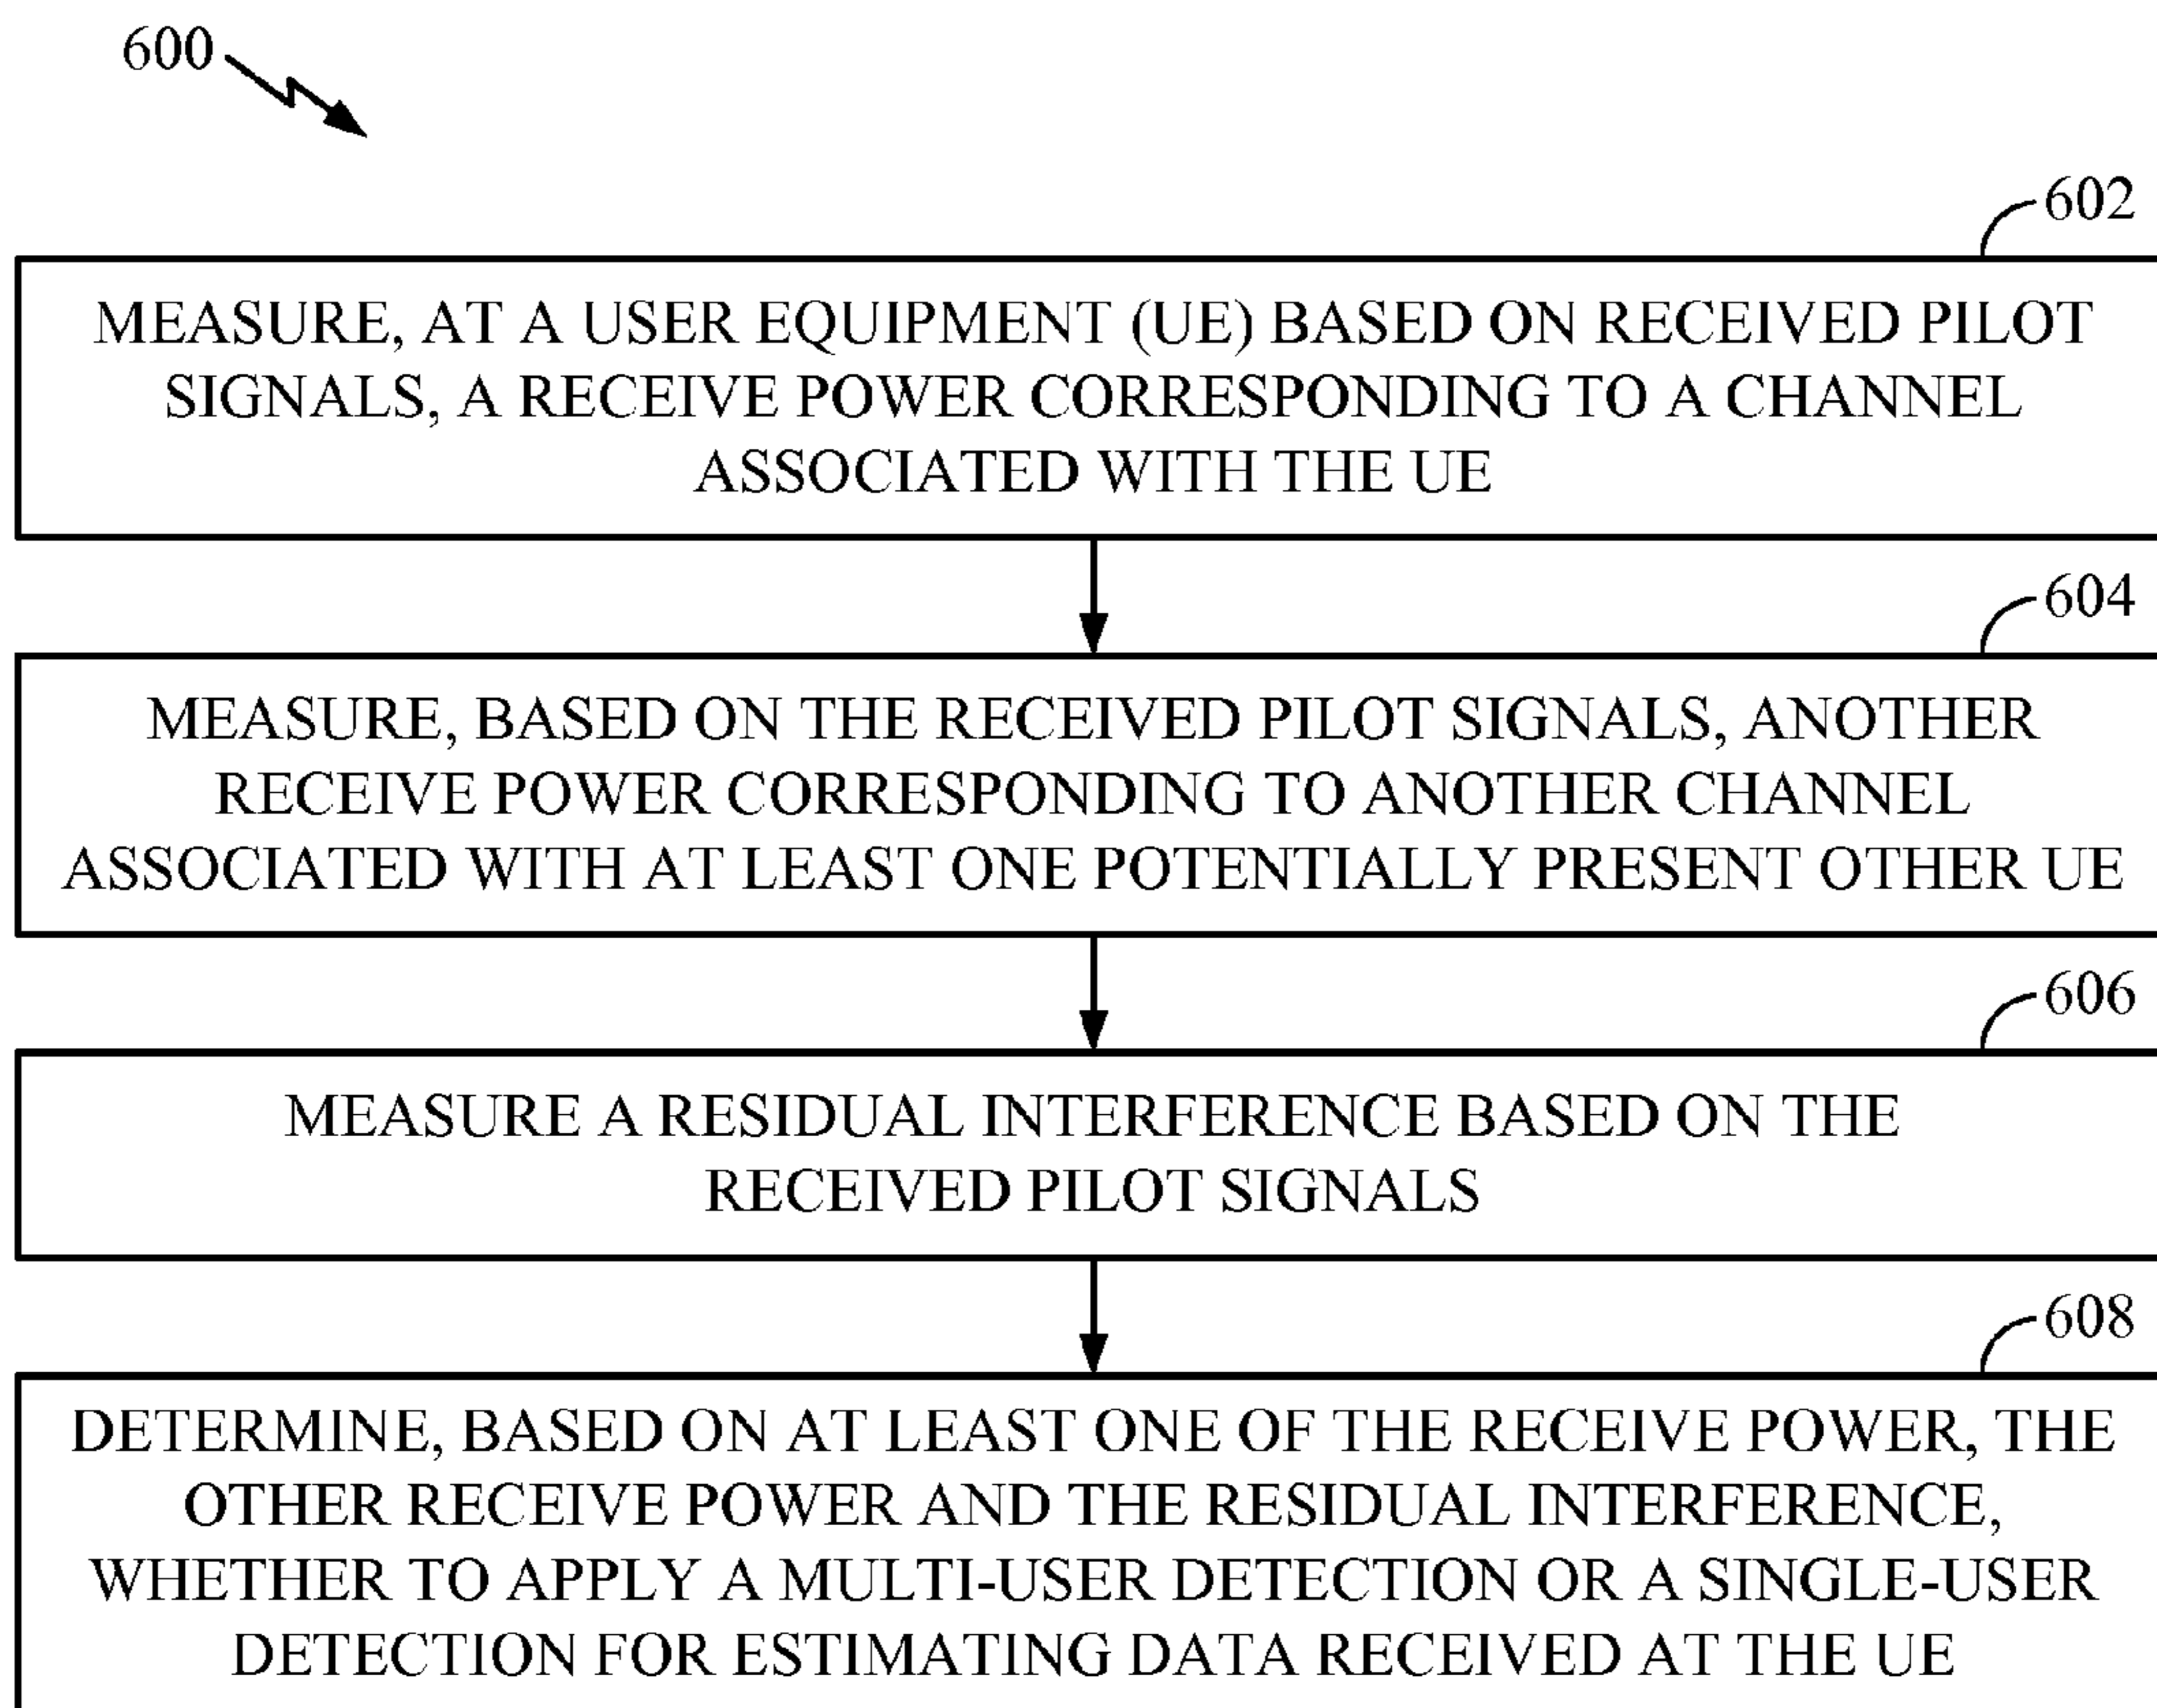 600
602
MEASURE, AT A USER EQUIPMENT (UE) BASED ON RECEIVED PILOT
SIGNALS, A RECEIVE POWER CORRESPONDING TO A CHANNEL
ASSOCIATED WITH THE UE
604
MEASURE, BASED ON THE RECEIVED PILOT SIGNALS, ANOTHER
RECEIVE POWER CORRESPONDING TO ANOTHER CHANNEL
ASSOCIATED WITH AT LEAST ONE POTENTIALLY PRESENT OTHER UE
606
MEASURE A RESIDUAL INTERFERENCE BASED ON THE
RECEIVED PILOT SIGNALS
608
DETERMINE, BASED ON AT LEAST ONE OF THE RECEIVE POWER, THE
OTHER RECEIVE POWER AND THE RESIDUAL INTERFERENCE,
WHETHER TO APPLY A MULTI-USER DETECTION OR A SINGLE-USER
DETECTION FOR ESTIMATING DATA RECEIVED AT THE UE